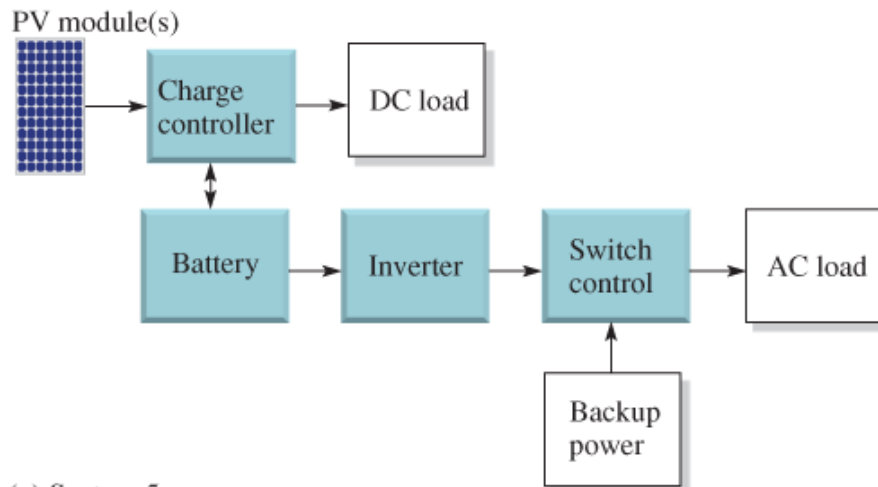 PV module(s)
Charge
controller
DC load
Battery
Inverter
Switch
control
AC load
Backup
power